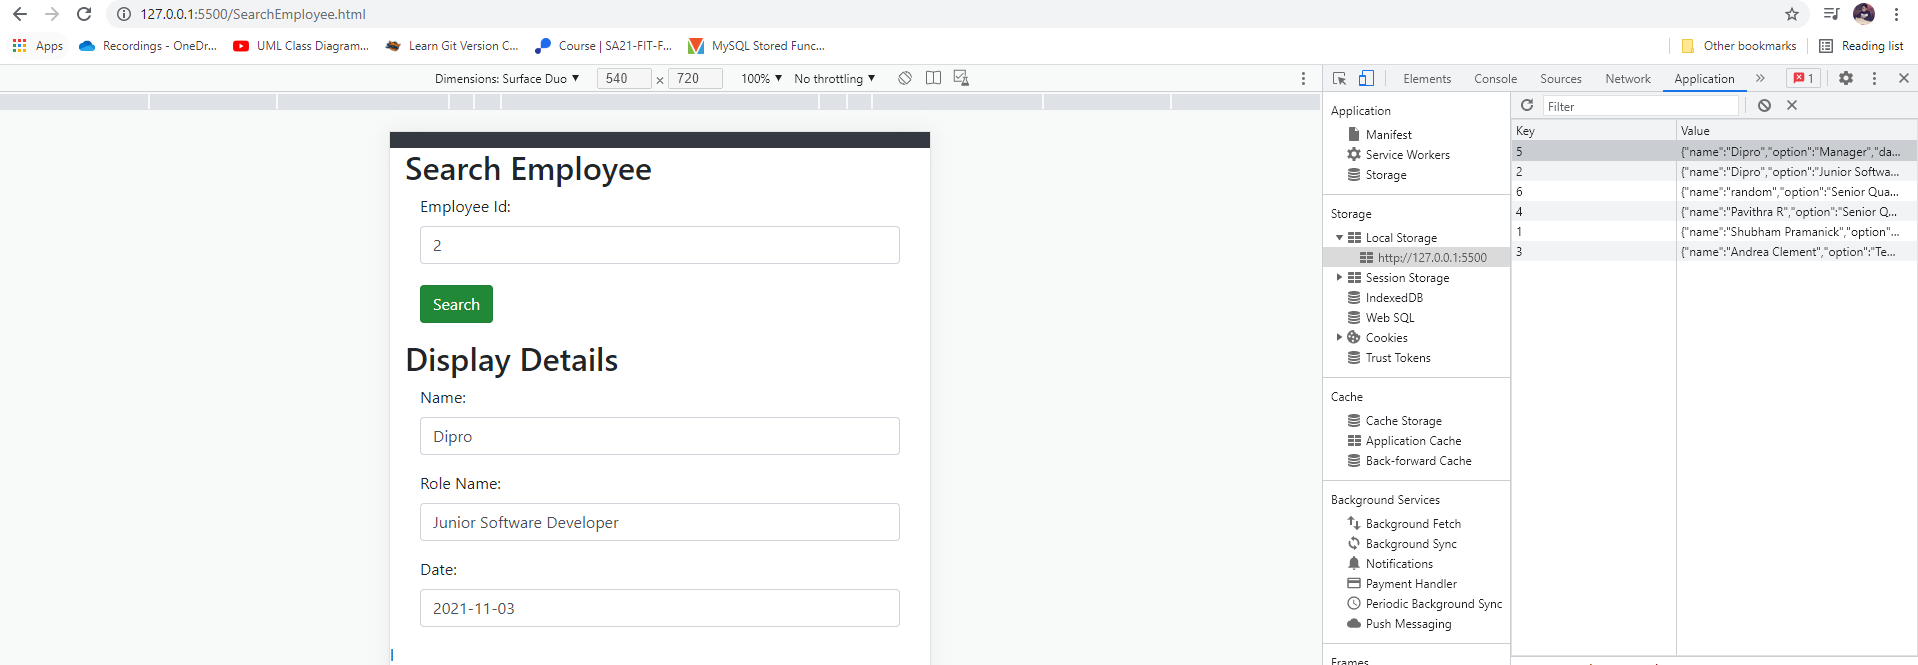 127.0.0.1:5500/SearchEmployee.html
Apps Recordings - OneDr... UML Class Diagram... Learn Git Version C... Course | SA21-FIT-F... MySQL Stored Func... Other bookmarks Reading list
Dimensions: Surface Duo ▼ 540 x 720 100% ▼ No throttling ▼
Elements Console Sources Network Application » 1
Search Employee
Employee Id:
2
Search
Display Details
Name:
Dipro
Role Name:
Junior Software Developer
Date:
2021-11-03
Application
Manifest
Service Workers
Storage
Storage
Local Storage
http://127.0.0.1:5500
Session Storage
IndexedDB
Web SQL
Cookies
Trust Tokens
Cache
Cache Storage
Application Cache
Back-forward Cache
Background Services
Background Fetch
Background Sync
Notifications
Payment Handler
Periodic Background Sync
Push Messaging
Frames
Filter
Key Value
5 {"name":"Dipro","option":"Manager","da...
2 {"name":"Dipro","option":"Junior Softwa...
6 {"name":"random","option":"Senior Qua...
4 {"name":"Pavithra R","option":"Senior Q...
1 {"name":"Shubham Pramanick","option"...
3 {"name":"Andrea Clement","option":"Te...